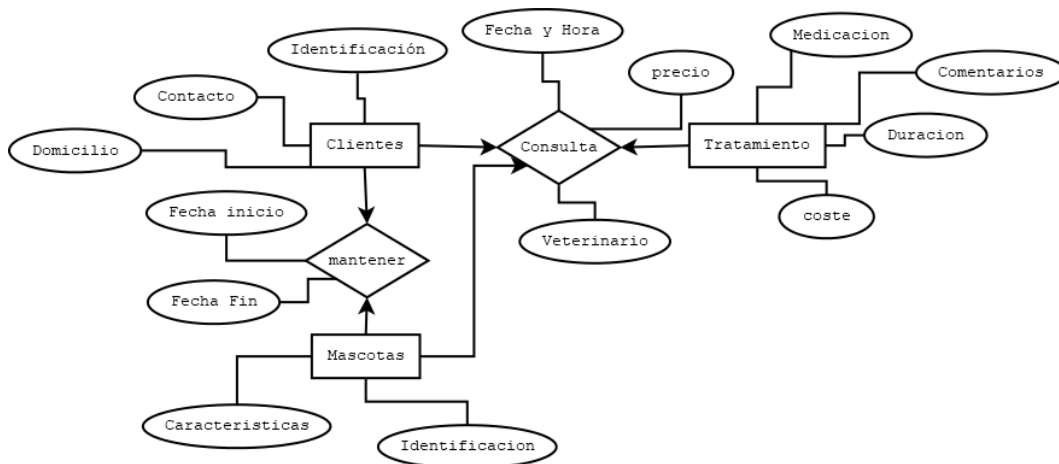 Fecha y Hora
Medicacion
Identificación
precio
Comentarios
Contacto
Duracion
Domicilio
Clientes
Consulta
Tratamiento
Fecha inicio
coste
Veterinario
mantener
Fecha Fin
Mascotas
Caracteristicas
Identificacion